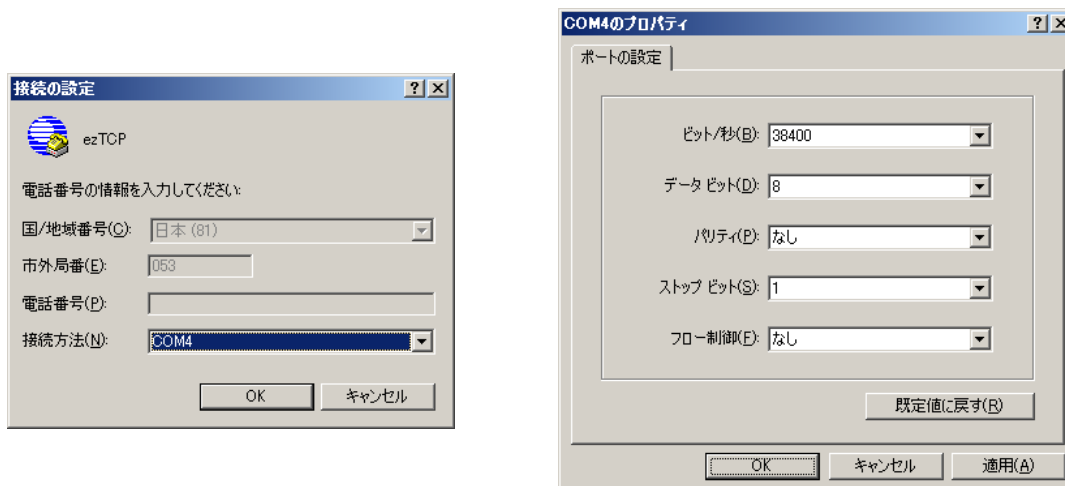 接続の設定
ezTCP
電話番号の情報を入力してください:
国/地域番号(C): 日本 (81)
市外局番(E): 053
電話番号(P):
接続方法(N): COM4
OK キャンセル
COM4のプロパティ
ポートの設定
ビット/秒(B): 38400
データ ビット(D): 8
パリティ(P): なし
ストップ ビット(S): 1
フロー制御(F): なし
既定値に戻す(R)
OK キャンセル 適用(A)